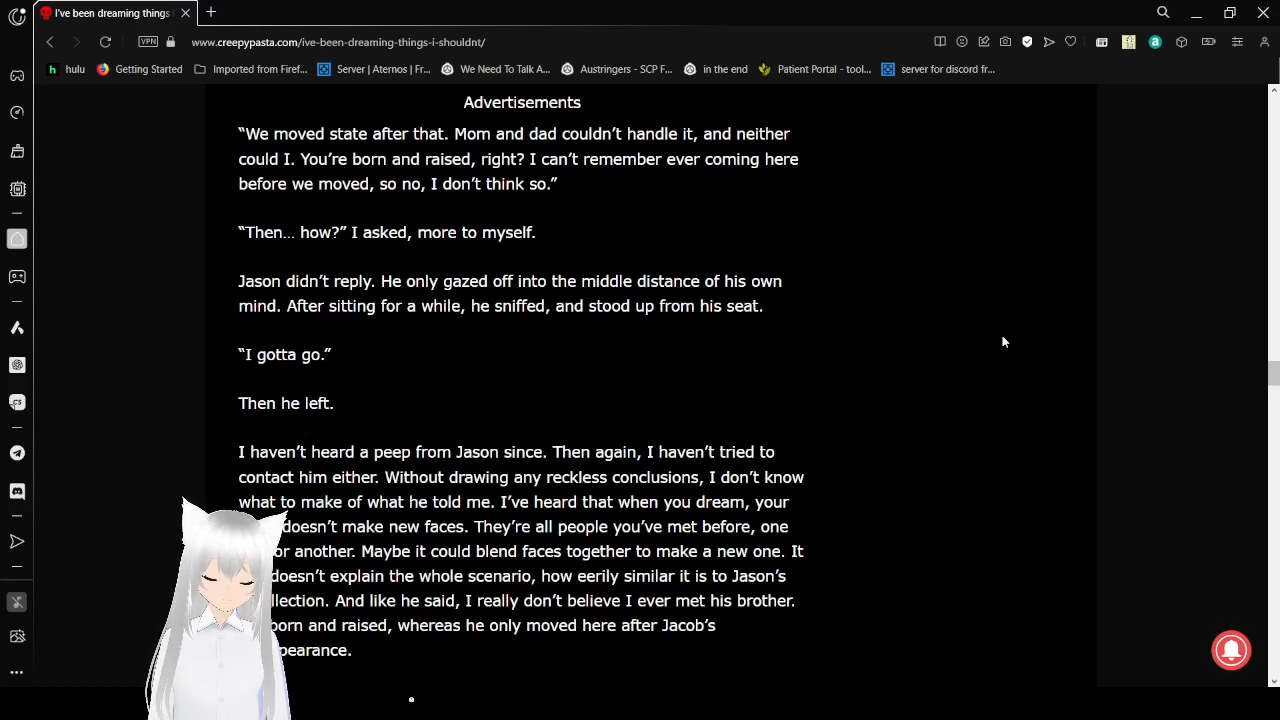 I've been dreaming things
VPN
www.creepypasta.com/ive-been-dreaming-things-i-shouldnt/
hulu
Getting Started
Imported from Firef...
Server | Aternos | Fr...
We Need To Talk A...
Austringers - SCP F...
in the end
Patient Portal - tool...
server for discord fr...
Advertisements
“We moved state after that. Mom and dad couldn’t handle it, and neither
could I. You’re born and raised, right? I can’t remember ever coming here
before we moved, so no, I don’t think so.”
“Then… how?” I asked, more to myself.
Jason didn’t reply. He only gazed off into the middle distance of his own
mind. After sitting for a while, he sniffed, and stood up from his seat.
“I gotta go.”
Then he left.
I haven’t heard a peep from Jason since. Then again, I haven’t tried to
contact him either. Without drawing any reckless conclusions, I don’t know
what to make of what he told me. I’ve heard that when you dream, your
doesn’t make new faces. They’re all people you’ve met before, one
or another. Maybe it could blend faces together to make a new one. It
doesn’t explain the whole scenario, how eerily similar it is to Jason’s
llection. And like he said, I really don’t believe I ever met his brother.
born and raised, whereas he only moved here after Jacob’s
pearance.